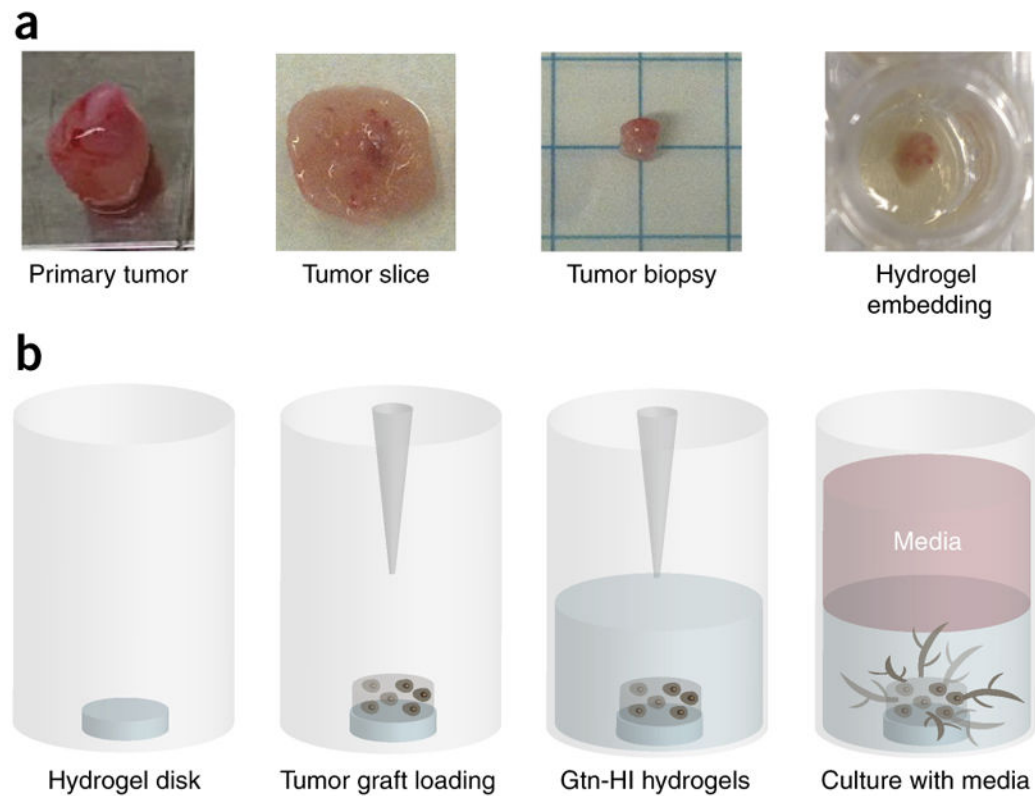 a
Primary tumor
Tumor slice
Tumor biopsy
Hydrogel
embedding
b
Media
Hydrogel disk
Tumor graft loading
Gtn-HI hydrogels
Culture with media